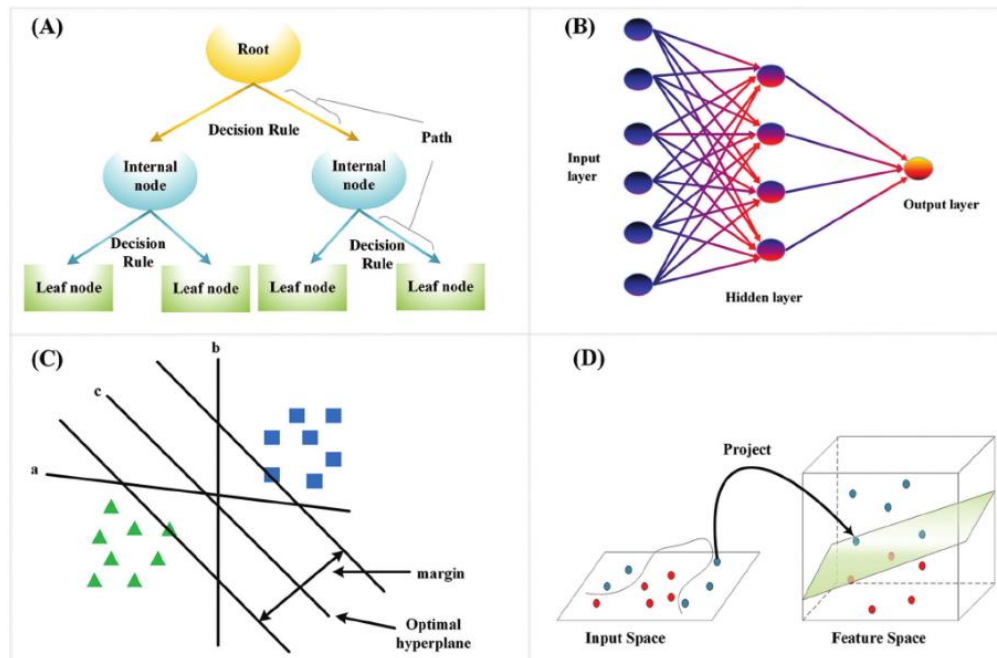 (A)
Root
Decision Rule
Path
Internal
node
Internal
node
Decision
Rule
Decision
Rule
Leaf node
Leaf node
Leaf node
Leaf node
(B)
Input
layer
Output layer
Hidden layer
(C)
b
c
a
margin
Optimal
hyperplane
(D)
Project
Input Space
Feature Space